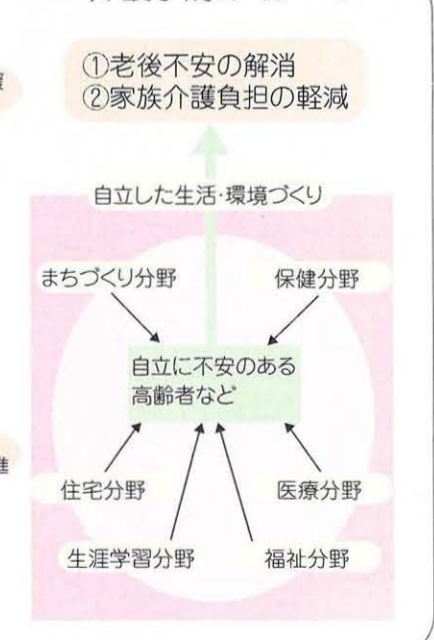 ①老後不安の解消
②家族介護負担の軽減
自立した生活・環境づくり
まちづくり分野
保健分野
自立に不安のある
高齢者など
住宅分野
医療分野
生涯学習分野
福祉分野
進